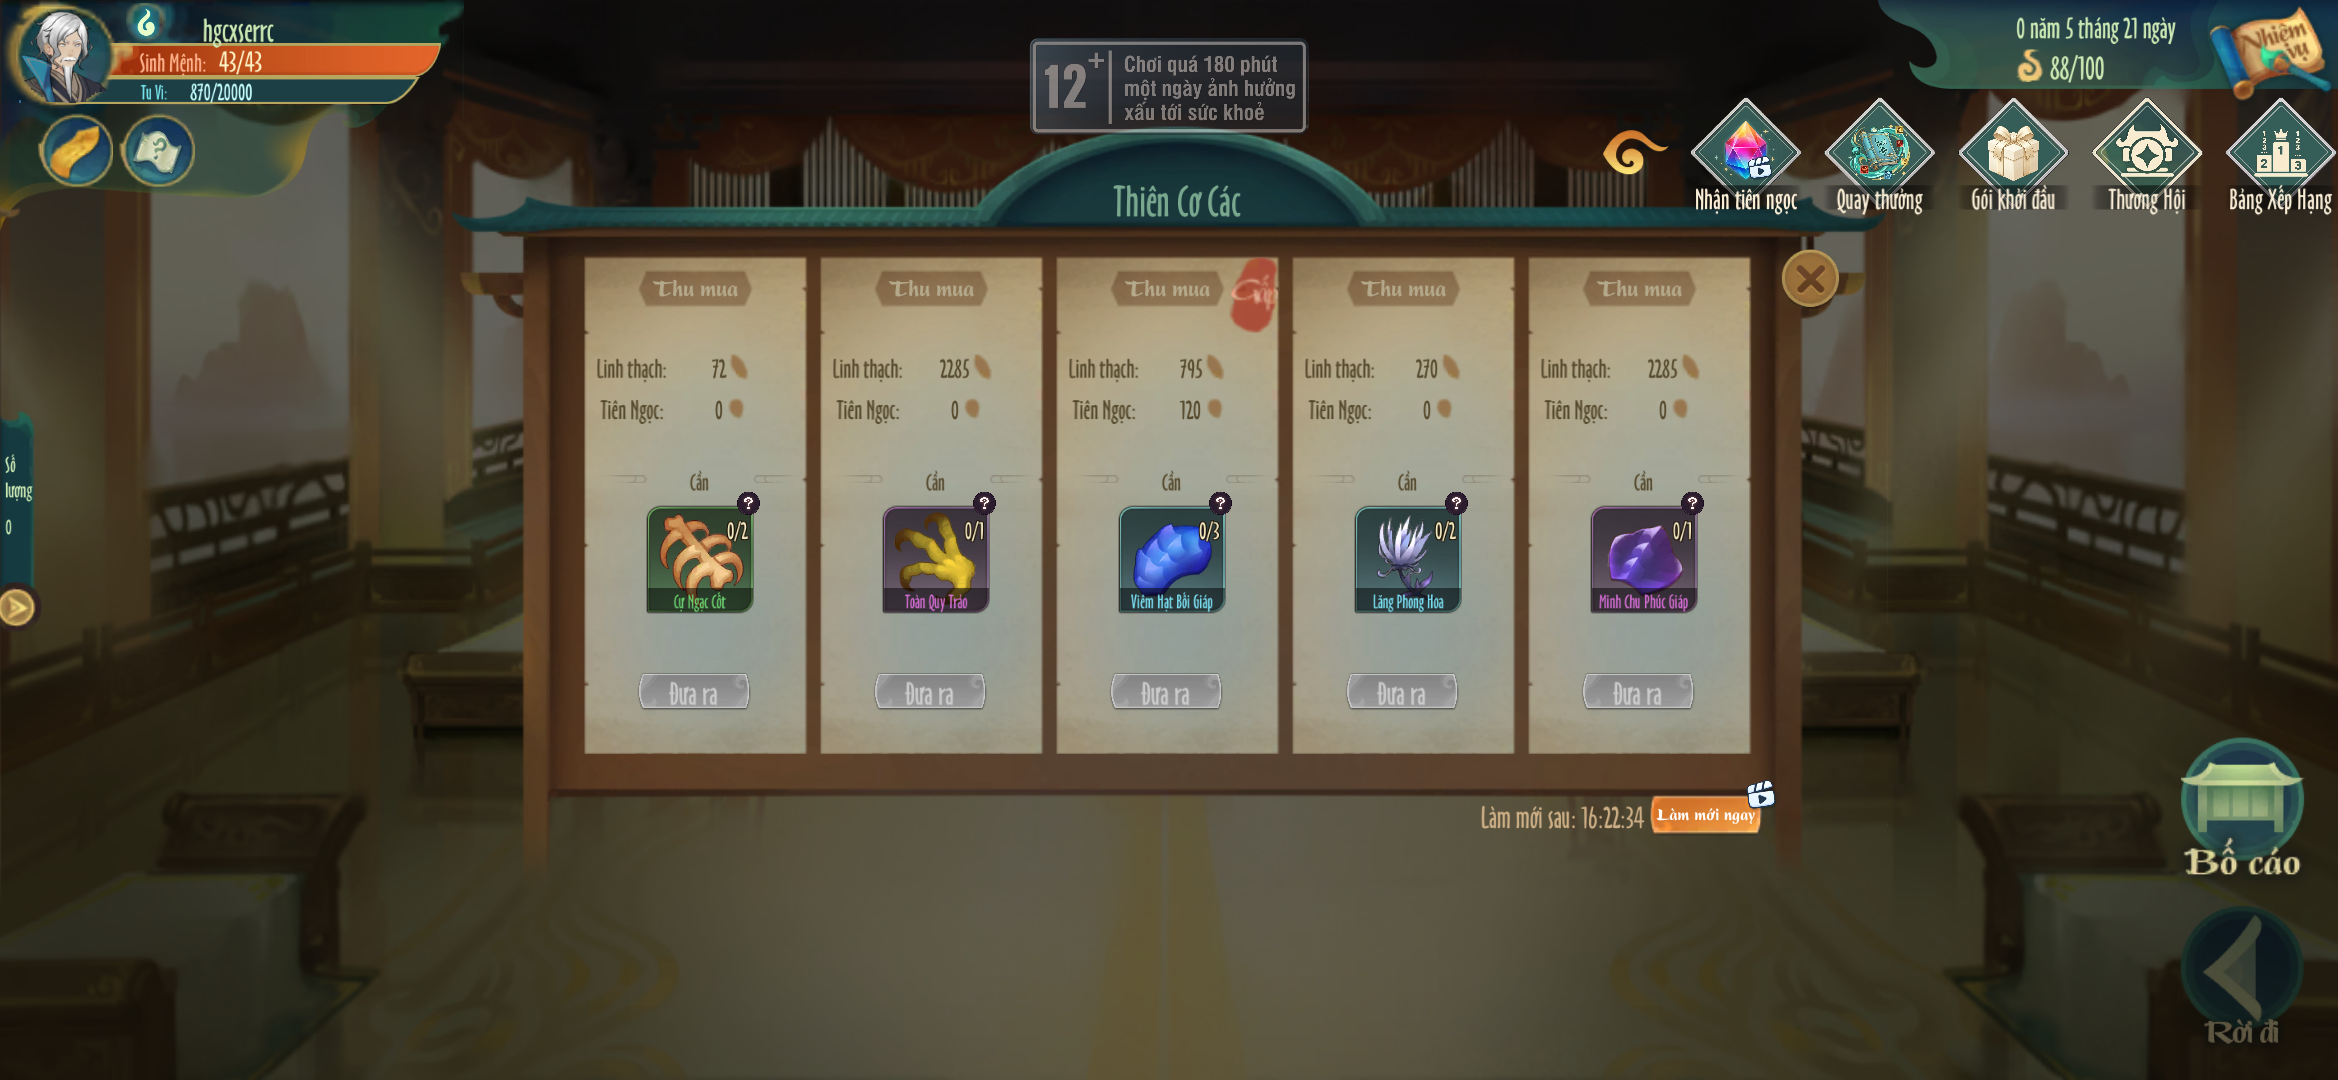 hgcxserrc
Sinh Mệnh: 43/43
Tu Vi: 870/20000
12+
Chơi quá 180 phút
một ngày ảnh hưởng
xấu tới sức khoẻ
0 năm 5 tháng 21 ngày
88/100
Nhiệm vụ
Nhận tiên ngọc
Quay thưởng
Gói khởi đầu
Thương Hội
Bảng Xếp Hạng
Thiên Cơ Các
Thu mua
Linh thạch: 72
Tiên Ngọc: 0
Cần
?
0/2
Cự Ngạc Cốt
Đưa ra
Thu mua
Linh thạch: 2285
Tiên Ngọc: 0
Cần
?
0/1
Toàn Quy Trảo
Đưa ra
Thu mua
Gấp
Linh thạch: 795
Tiên Ngọc: 120
Cần
?
0/3
Viêm Hạt Bối Giáp
Đưa ra
Thu mua
Linh thạch: 270
Tiên Ngọc: 0
Cần
?
0/2
Lăng Phong Hoa
Đưa ra
Thu mua
Linh thạch: 2285
Tiên Ngọc: 0
Cần
?
0/1
Minh Chu Phúc Giáp
Đưa ra
Số
lượng
0
Làm mới sau: 16:22:34
Làm mới ngay
Bố cáo
Rời đi